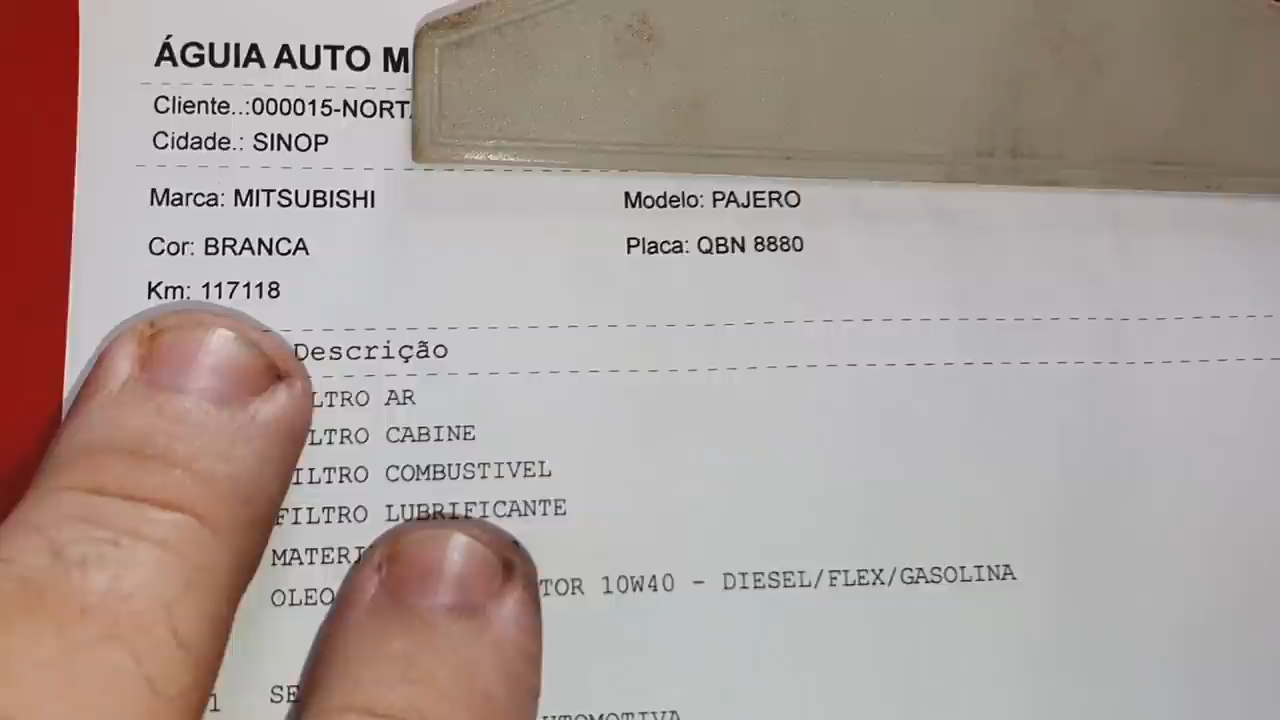 ÁGUIA AUTO M
Cliente..:000015-NORT
Cidade.: SINOP
Marca: MITSUBISHI Modelo: PAJERO
Cor: BRANCA Placa: QBN 8880
Km: 117118
Descrição
LTRO AR
LTRO CABINE
ILTRO COMBUSTIVEL
FILTRO LUBRIFICANTE
MATERI
OLEO TOR 10W40 - DIESEL/FLEX/GASOLINA
1 SE
UTOMOTIVA